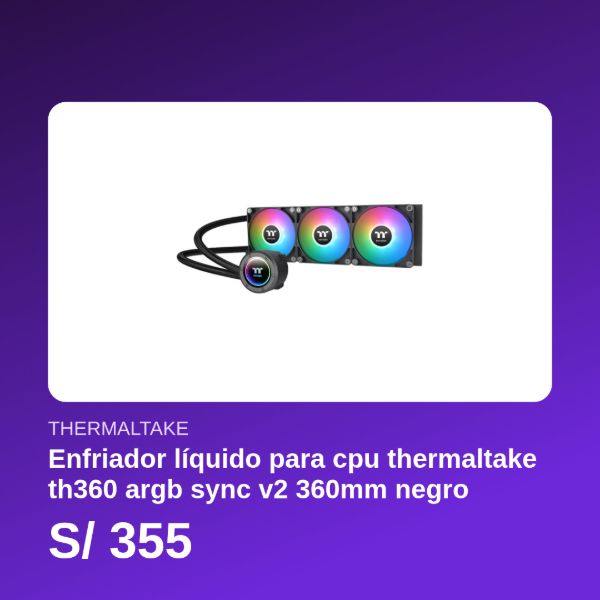 THERMALTAKE
Enfriador líquido para cpu thermaltake
th360 argb sync v2 360mm negro
S/ 355